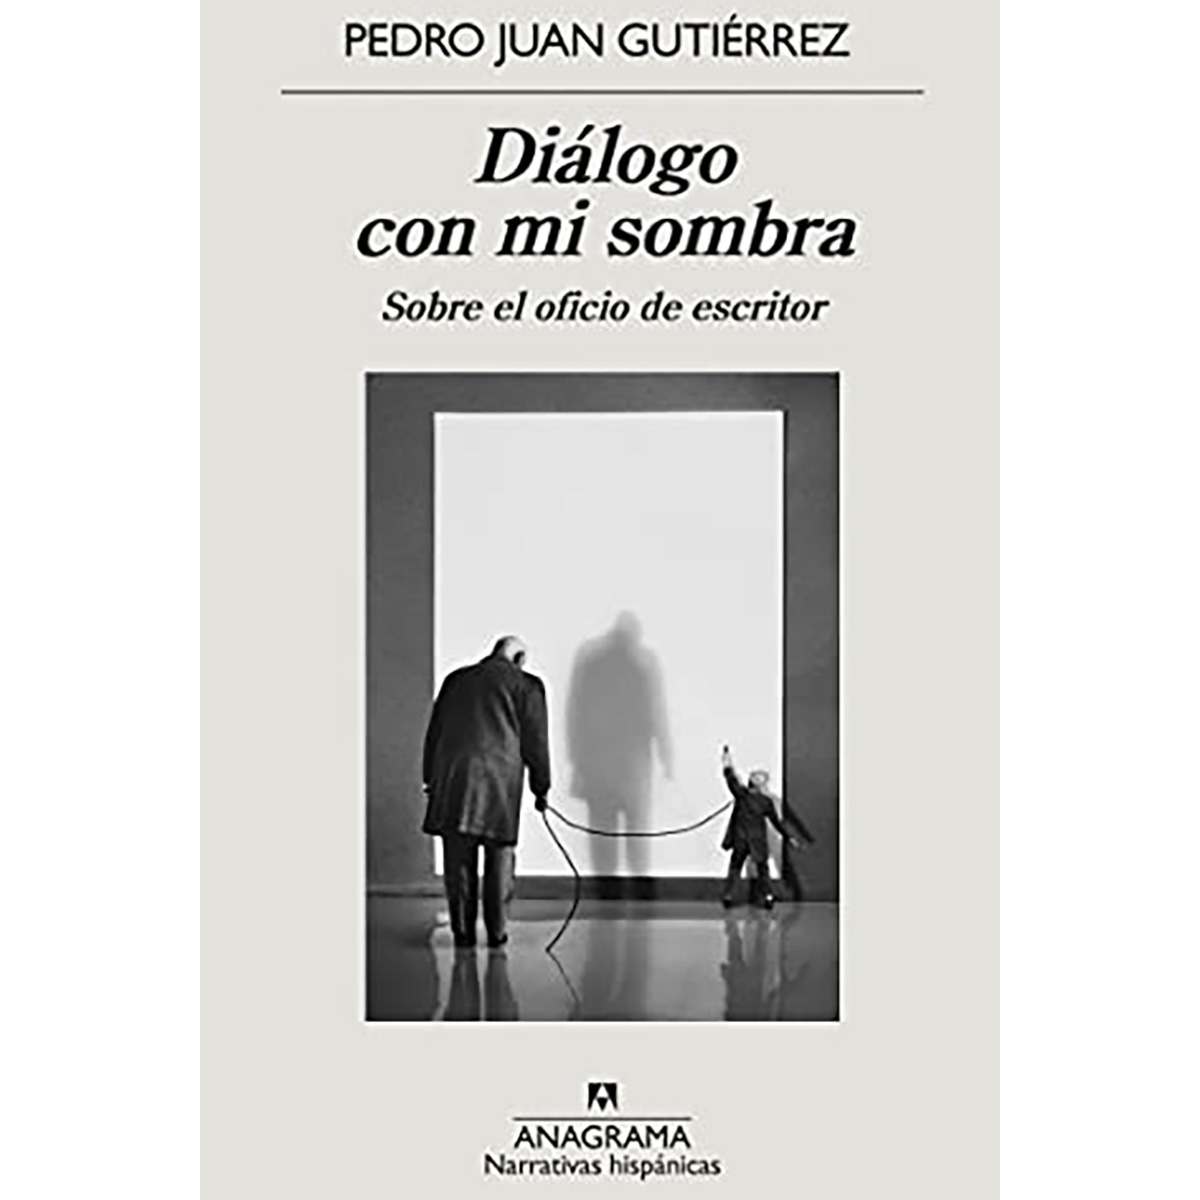 PEDRO JUAN GUTIÉRREZ
Diálogo
con mi sombra
Sobre el oficio de escritor
ANAGRAMA
Narrativas hispánicas